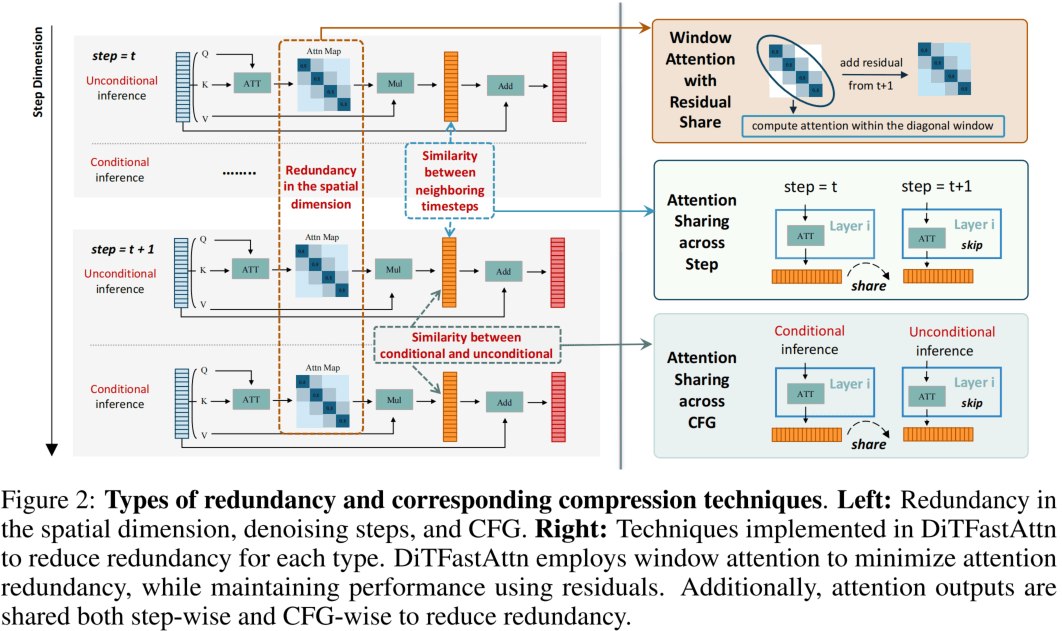 Step Dimension
step = t
Unconditional
inference
Q
K
V
ATT
Attn Map
Mul
Add
Conditional
inference
........
Redundancy
in the spatial
dimension
Similarity
between
neighboring
timesteps
step = t + 1
Unconditional
inference
Q
K
V
ATT
Attn Map
Mul
Add
Similarity between
conditional and unconditional
Conditional
inference
Q
K
V
ATT
Attn Map
Mul
Add
Window
Attention
with
Residual
Share
add residual
from t+1
compute attention within the diagonal window
Attention
Sharing
across
Step
step = t
ATT
Layer i
share
step = t+1
ATT
Layer i
skip
Attention
Sharing
across
CFG
Conditional
inference
ATT
Layer i
share
Unconditional
inference
ATT
Layer i
skip
Figure 2: Types of redundancy and corresponding compression techniques. Left: Redundancy in
the spatial dimension, denoising steps, and CFG. Right: Techniques implemented in DiTFastAttn
to reduce redundancy for each type. DiTFastAttn employs window attention to minimize attention
redundancy, while maintaining performance using residuals. Additionally, attention outputs are
shared both step-wise and CFG-wise to reduce redundancy.